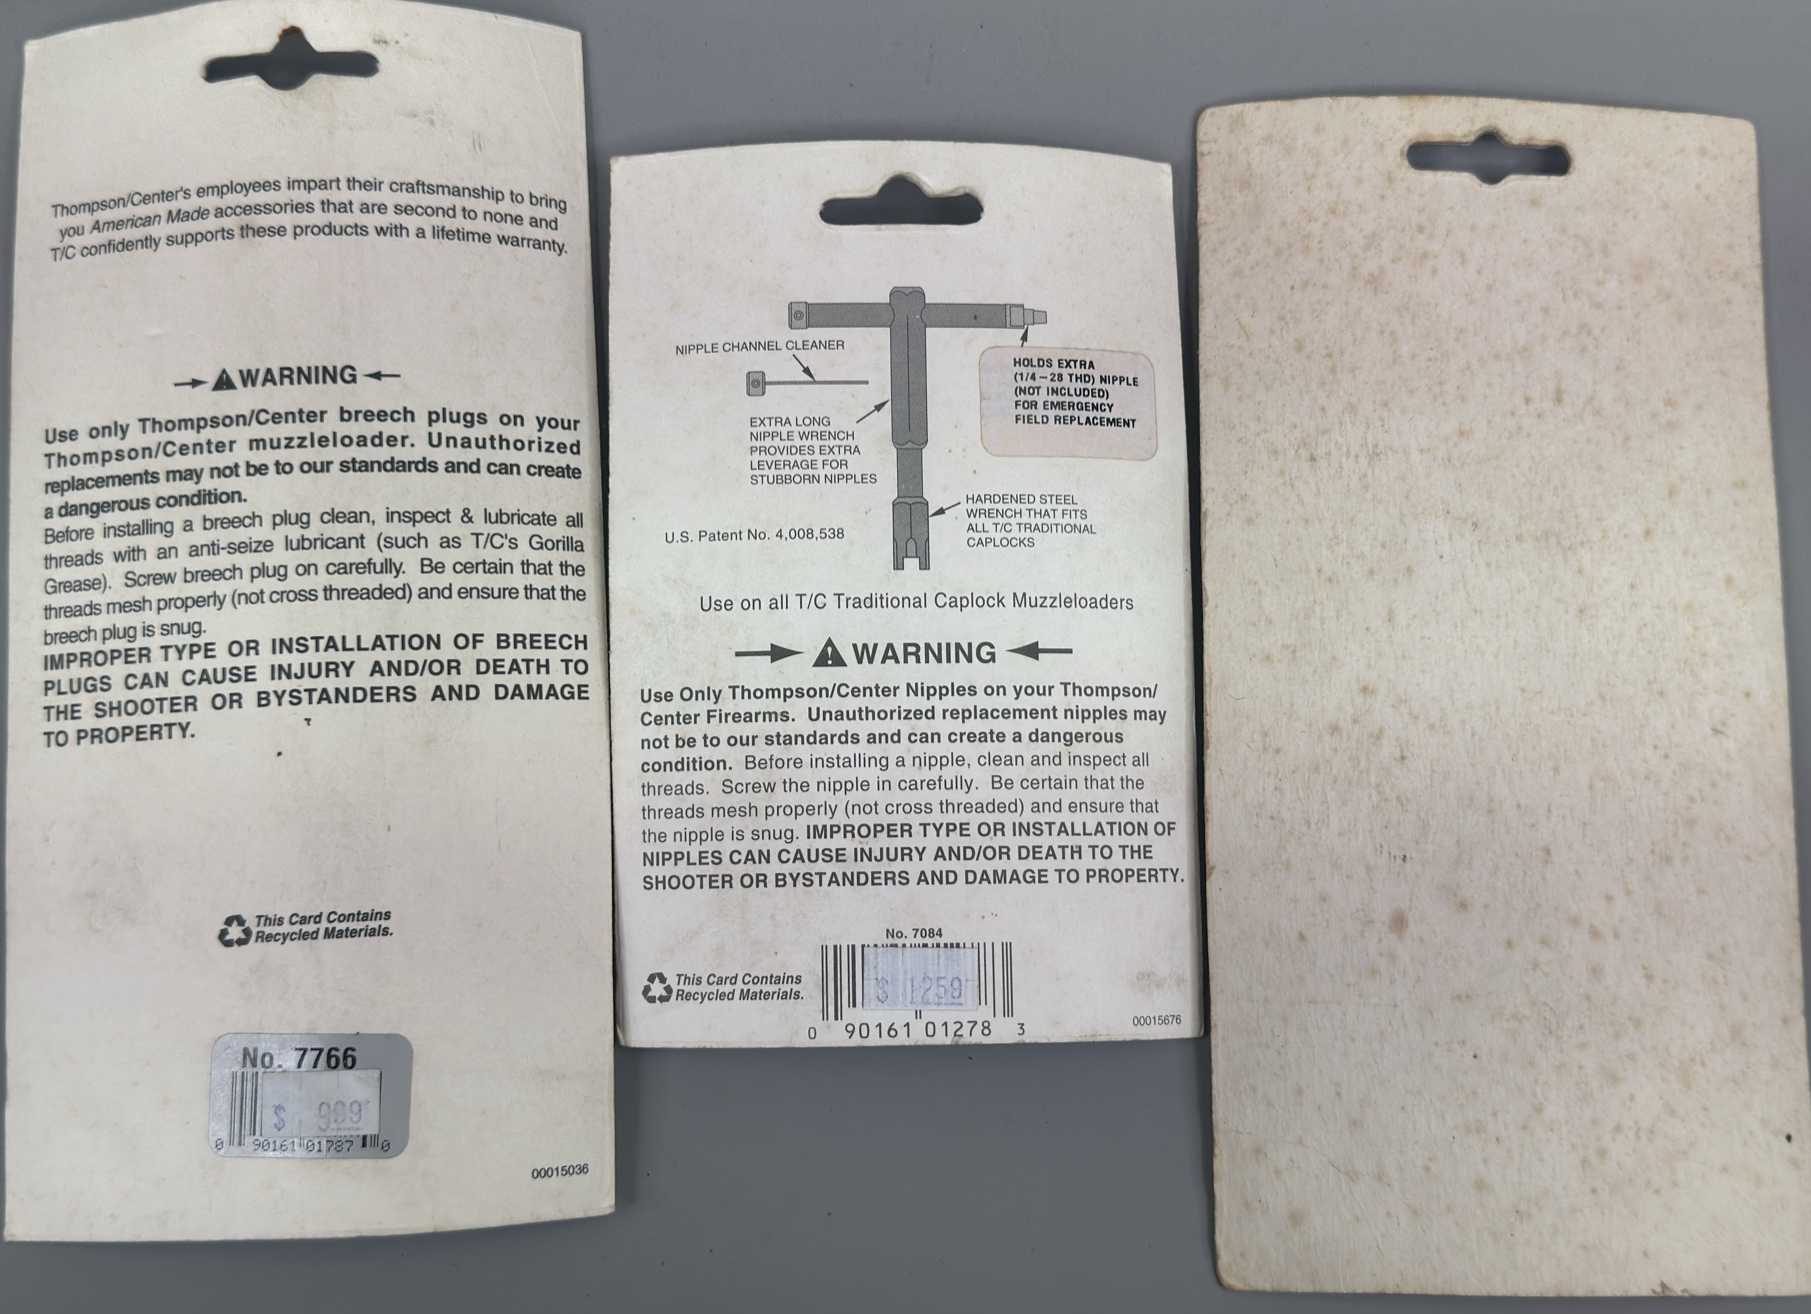 Thompson/Center's employees impart their craftsmanship to bring
you American Made accessories that are second to none and
T/C confidently supports these products with a lifetime warranty.
WARNING
Use only Thompson/Center breech plugs on your
Thompson/Center muzzleloader. Unauthorized
replacements may not be to our standards and can create
a dangerous condition.
Before installing a breech plug clean, inspect & lubricate all
threads with an anti-seize lubricant (such as T/C's Gorilla
Grease). Screw breech plug on carefully. Be certain that the
threads mesh properly (not cross threaded) and ensure that the
breech plug is snug.
IMPROPER TYPE OR INSTALLATION OF BREECH
PLUGS CAN CAUSE INJURY AND/OR DEATH TO
THE SHOOTER OR BYSTANDERS AND DAMAGE
TO PROPERTY.
This Card Contains
Recycled Materials.
No. 7766
$ 999
0 90161 01787 0
00015036
NIPPLE CHANNEL CLEANER
HOLDS EXTRA
(1/4-28 THD) NIPPLE
(NOT INCLUDED)
FOR EMERGENCY
FIELD REPLACEMENT
EXTRA LONG
NIPPLE WRENCH
PROVIDES EXTRA
LEVERAGE FOR
STUBBORN NIPPLES
HARDENED STEEL
WRENCH THAT FITS
ALL T/C TRADITIONAL
CAPLOCKS
U.S. Patent No. 4,008,538
Use on all T/C Traditional Caplock Muzzleloaders
WARNING
Use Only Thompson/Center Nipples on your Thompson/
Center Firearms. Unauthorized replacement nipples may
not be to our standards and can create a dangerous
condition. Before installing a nipple, clean and inspect all
threads. Screw the nipple in carefully. Be certain that the
threads mesh properly (not cross threaded) and ensure that
the nipple is snug. IMPROPER TYPE OR INSTALLATION OF
NIPPLES CAN CAUSE INJURY AND/OR DEATH TO THE
SHOOTER OR BYSTANDERS AND DAMAGE TO PROPERTY.
No. 7084
This Card Contains
Recycled Materials.
$ 1259
0 90161 01278 3
00015676